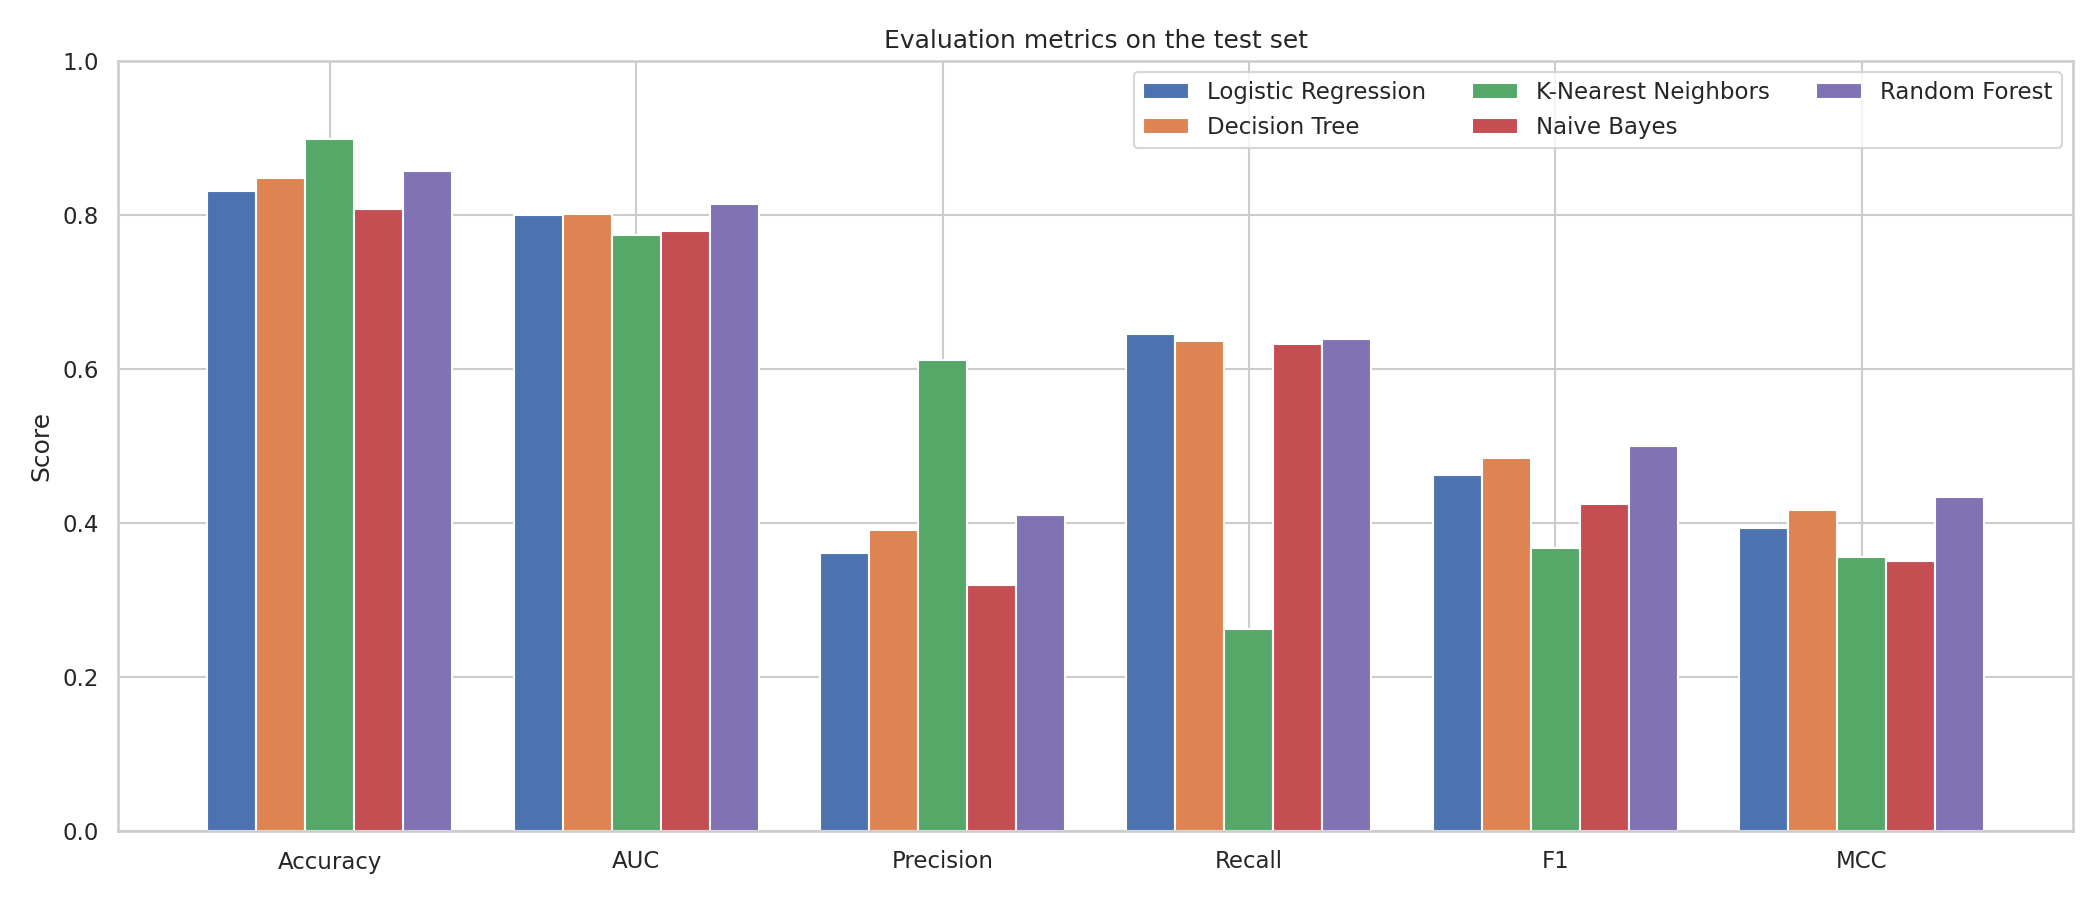 Evaluation metrics on the test set
Logistic Regression
Decision Tree
K-Nearest Neighbors
Naive Bayes
Random Forest
Score
1.0
0.8
0.6
0.4
0.2
0.0
Accuracy
AUC
Precision
Recall
F1
MCC